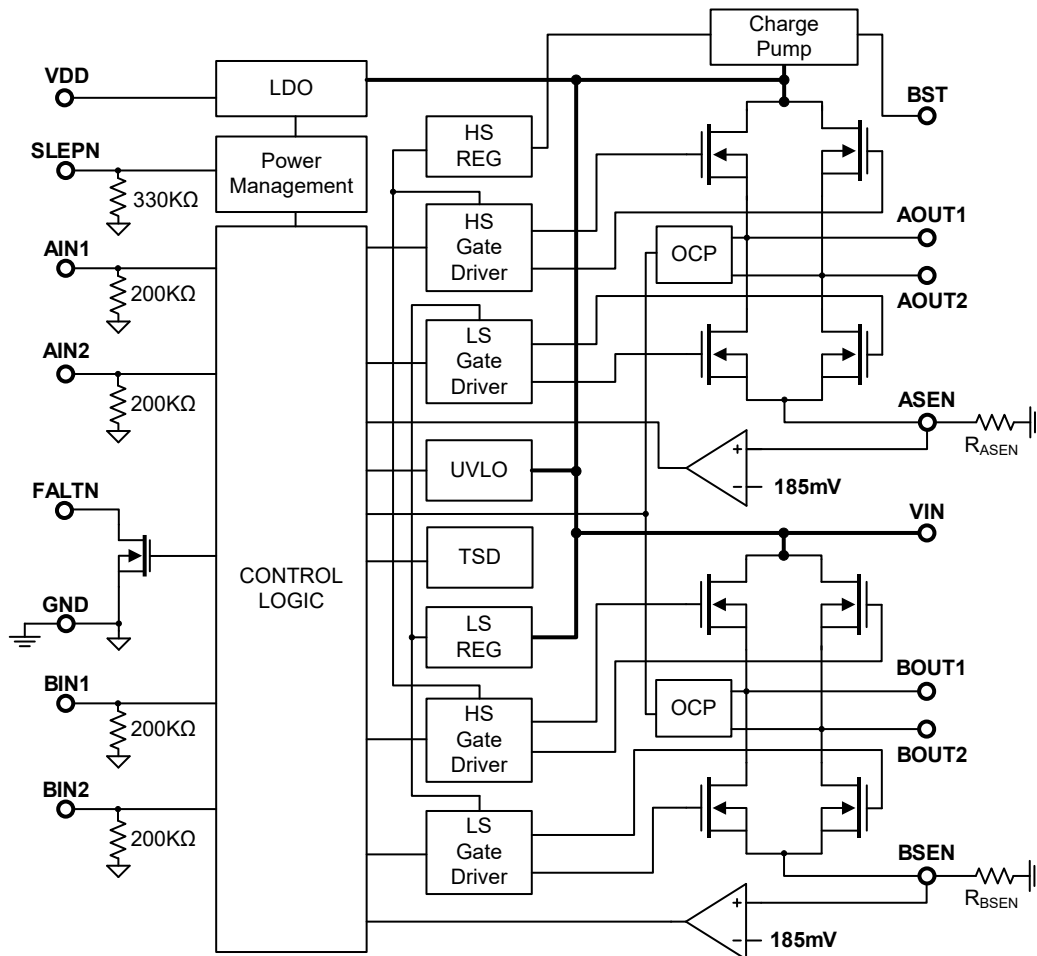 Charge
Pump
VDD
LDO
BST
SLEPN
HS
REG
Power
Management
330KΩ
AIN1
HS
Gate
Driver
AOUT1
OCP
200KΩ
AOUT2
AIN2
LS
Gate
Driver
200KΩ
ASEN
R_ASEN
+
−
185mV
UVLO
FALTN
VIN
TSD
CONTROL
LOGIC
GND
LS
REG
BIN1
HS
Gate
Driver
BOUT1
OCP
200KΩ
BOUT2
BIN2
LS
Gate
Driver
200KΩ
BSEN
R_BSEN
+
−
185mV